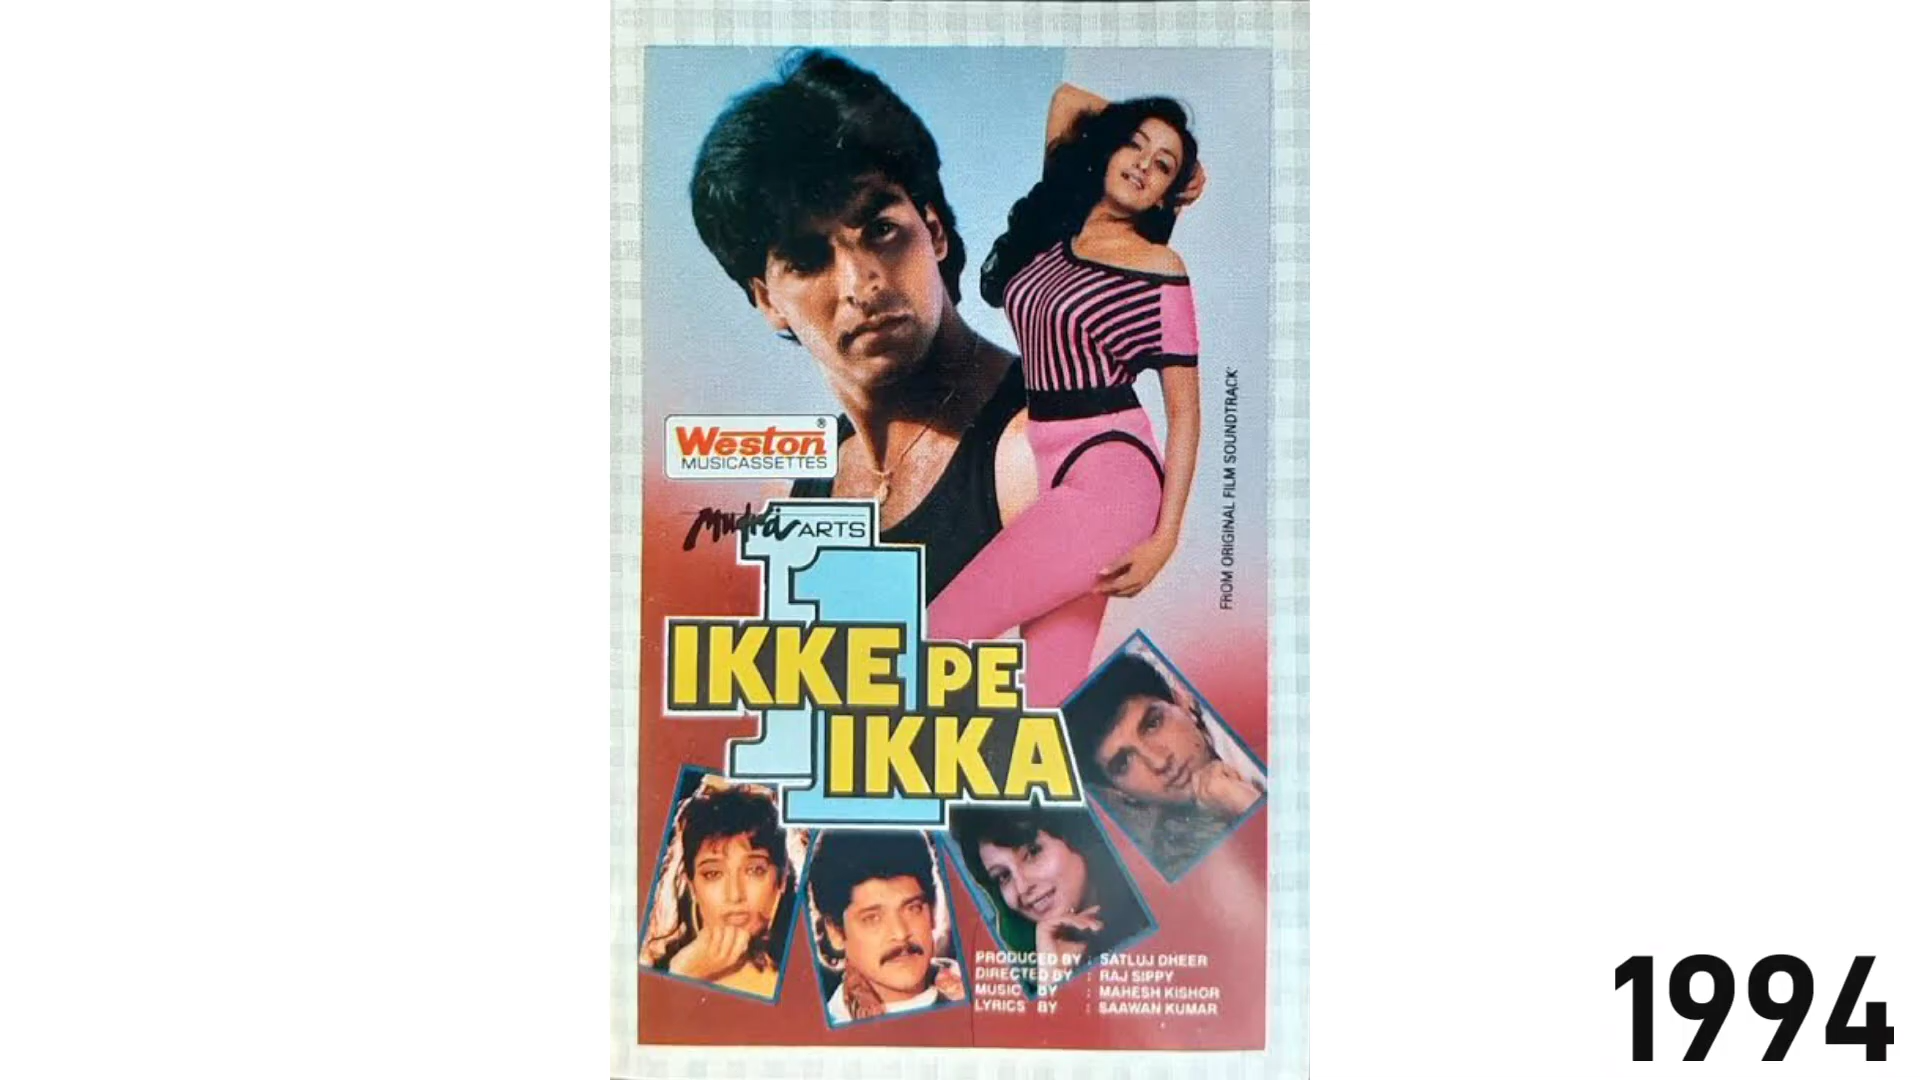 Weston®
MUSICASSETTES
Mudra ARTS
11
IKKE PE
IKKA
FROM ORIGINAL FILM SOUNDTRACK
PRODUCED BY : SATLUJ DHEER
DIRECTED BY : RAJ SIPPY
MUSIC BY : MAHESH KISHOR
LYRICS BY : SAAWAN KUMAR
1994